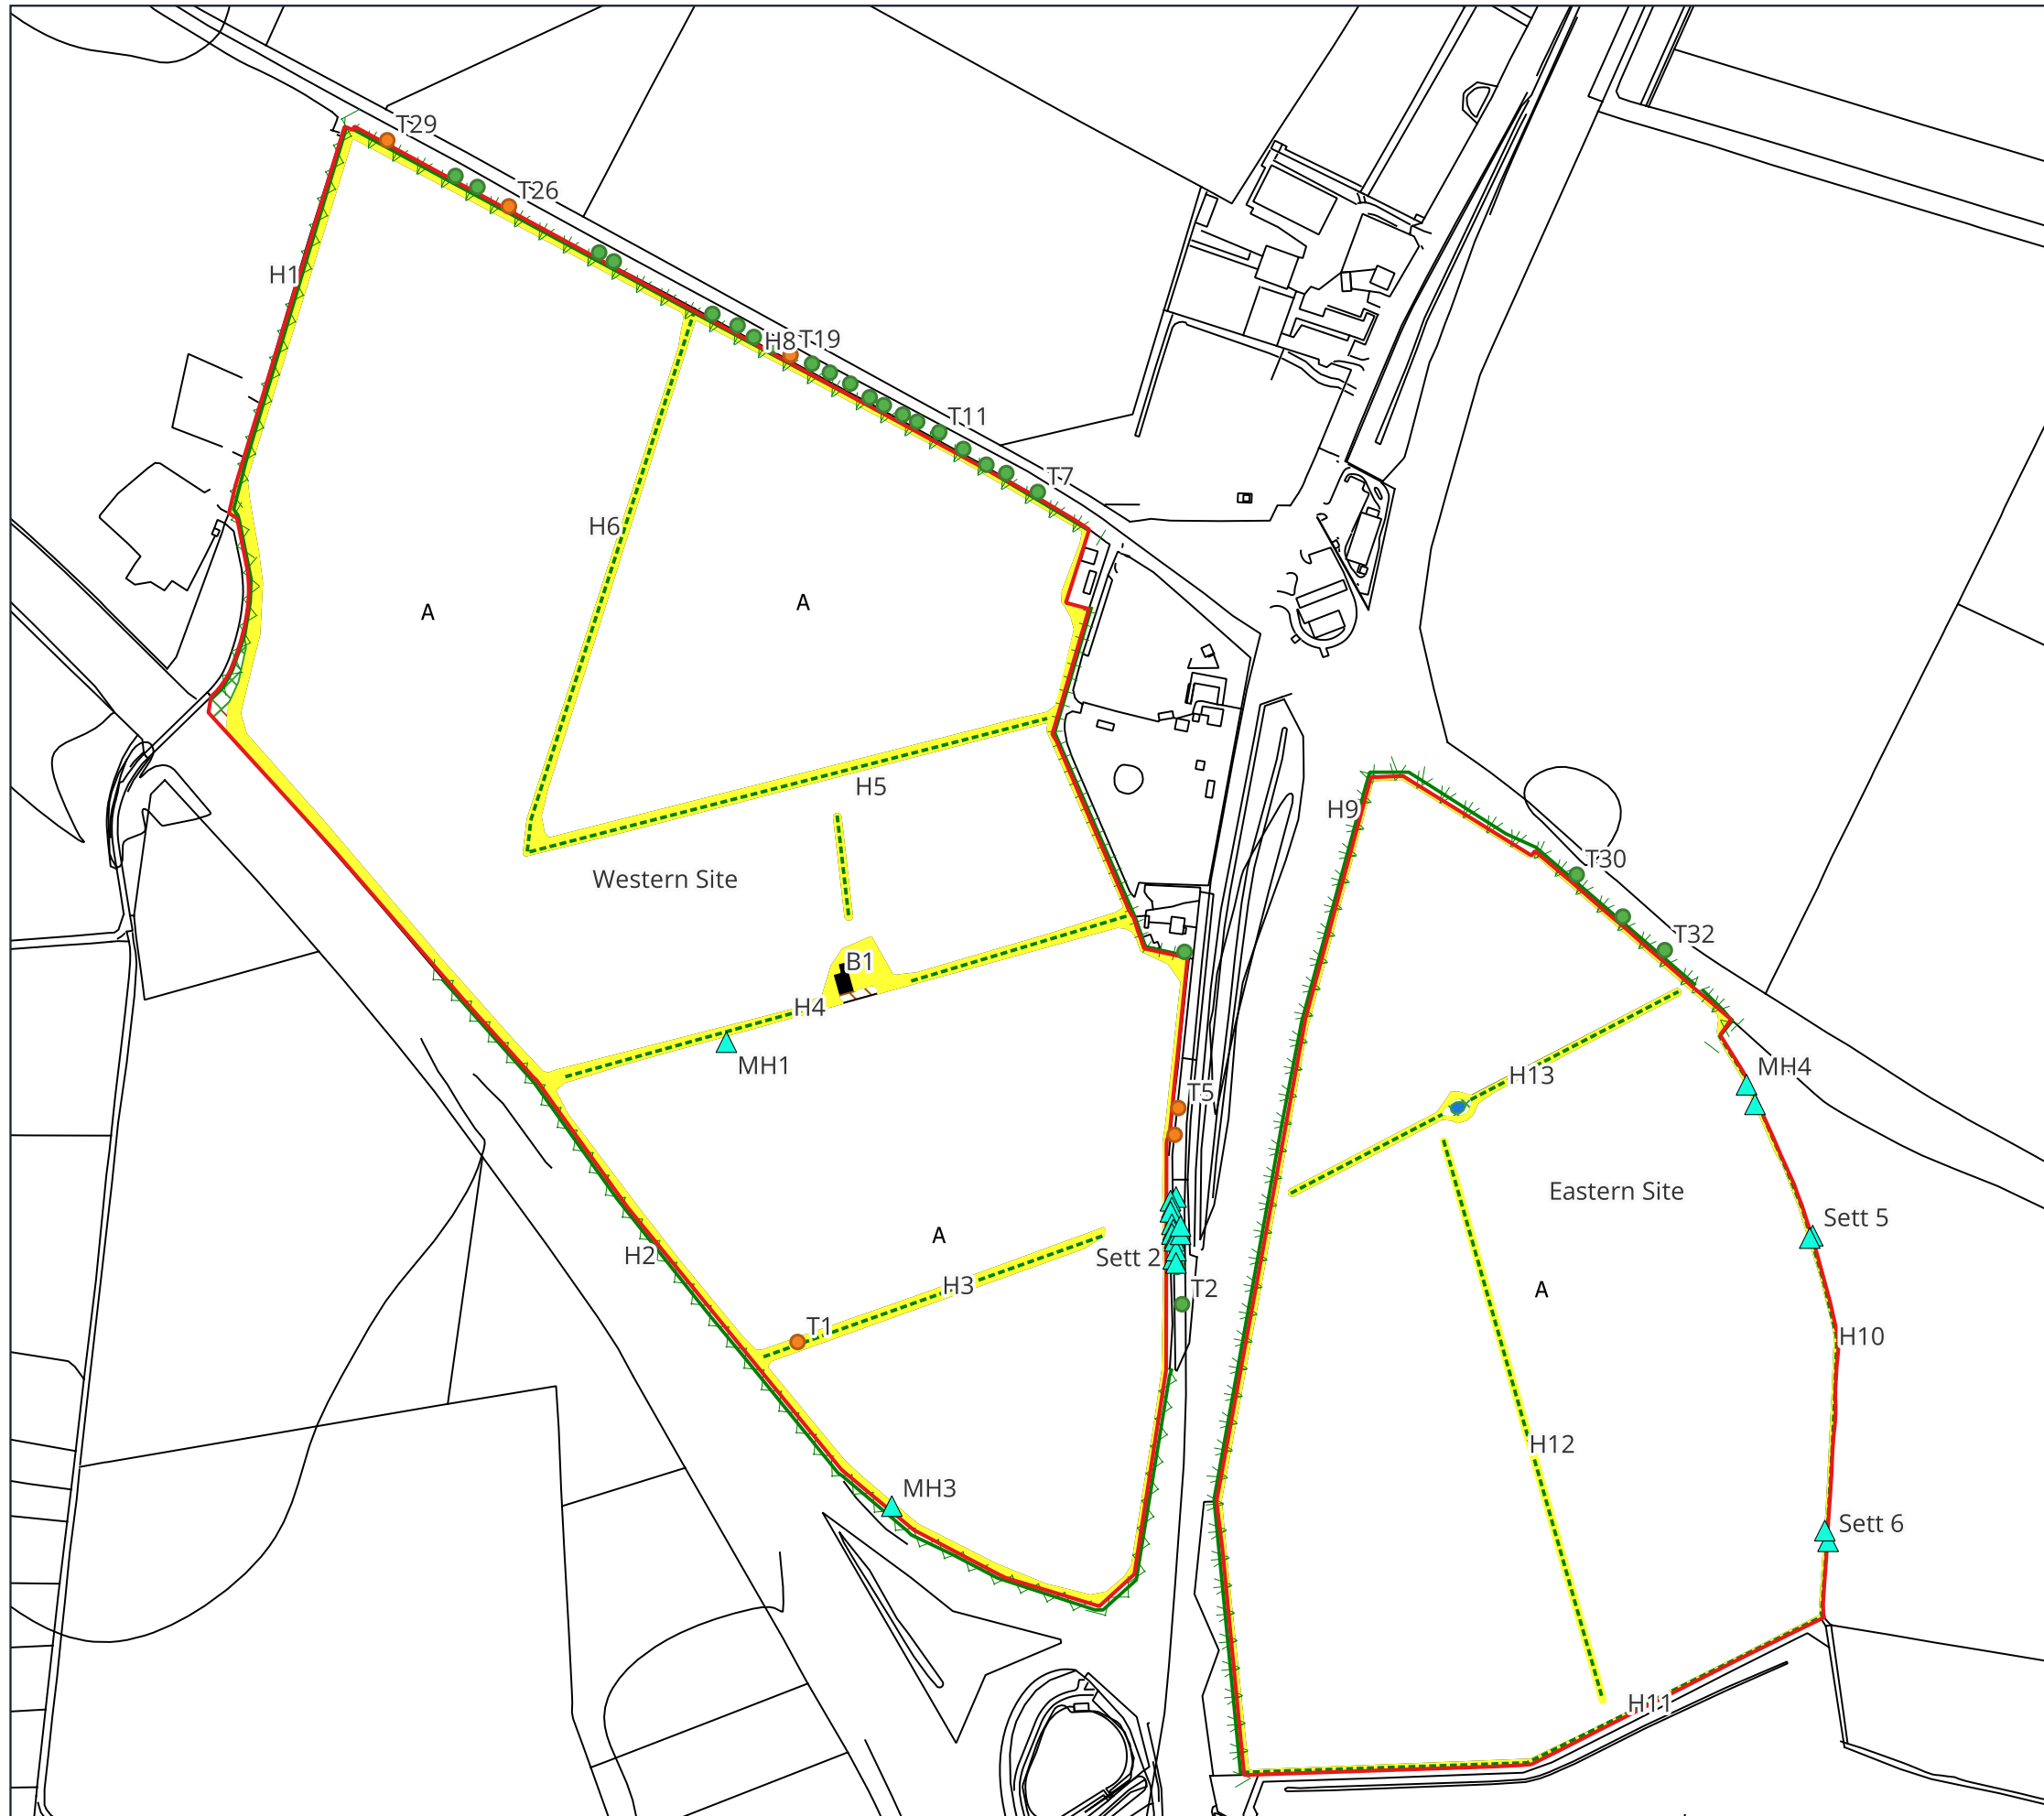 T29
T26
H1
H8
T19
T11
T7
H6
A
A
H5
H9
T30
Western Site
T32
B1
H4
MH1
MH4
H13
T5
Eastern Site
Sett 5
A
H2
Sett 2
H3
T2
A
T1
H10
H12
MH3
Sett 6
H11